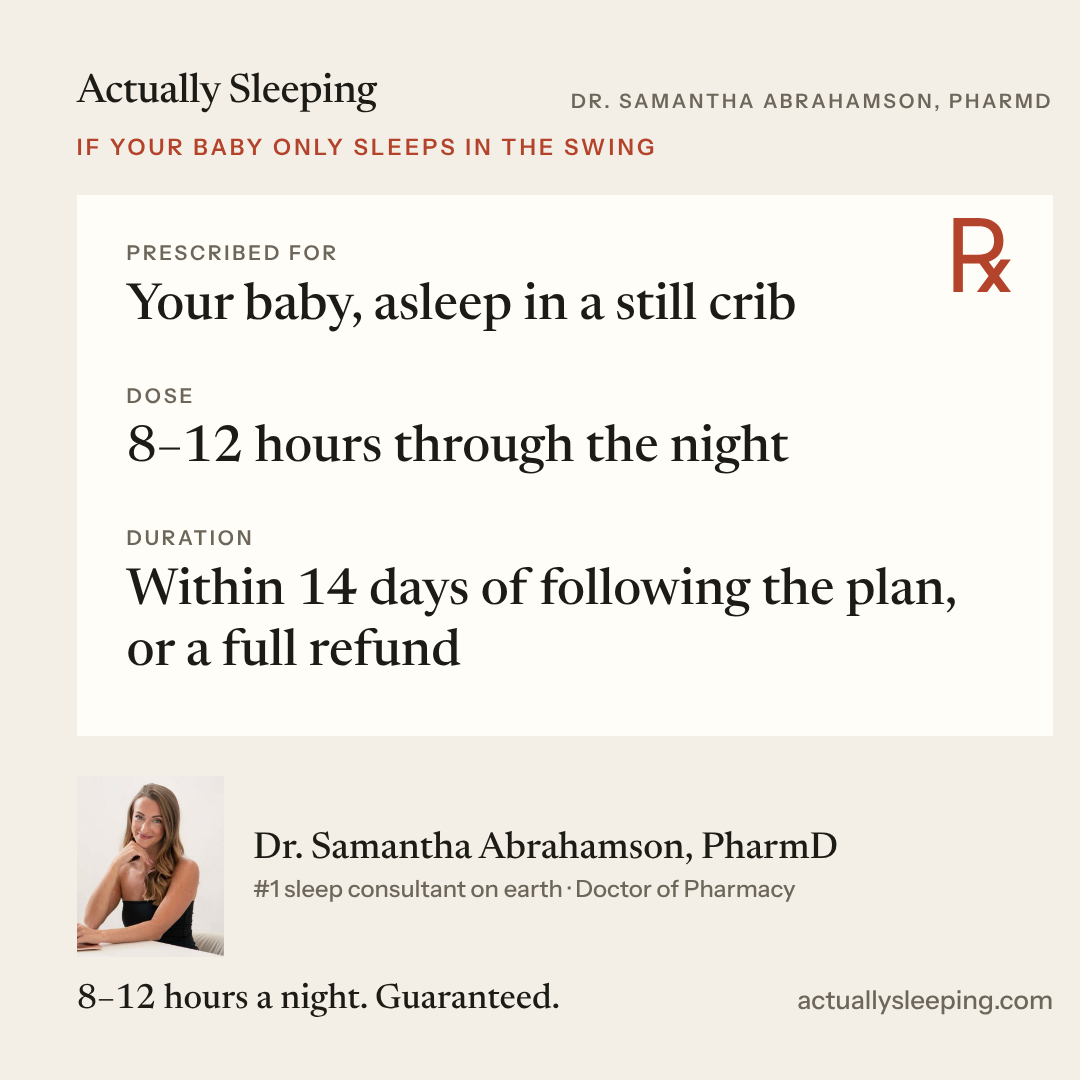 Actually Sleeping
DR. SAMANTHA ABRAHAMSON, PHARMD
IF YOUR BABY ONLY SLEEPS IN THE SWING
PRESCRIBED FOR
℞
Your baby, asleep in a still crib
DOSE
8–12 hours through the night
DURATION
Within 14 days of following the plan,
or a full refund
Dr. Samantha Abrahamson, PharmD
#1 sleep consultant on earth · Doctor of Pharmacy
8–12 hours a night. Guaranteed.
actuallysleeping.com